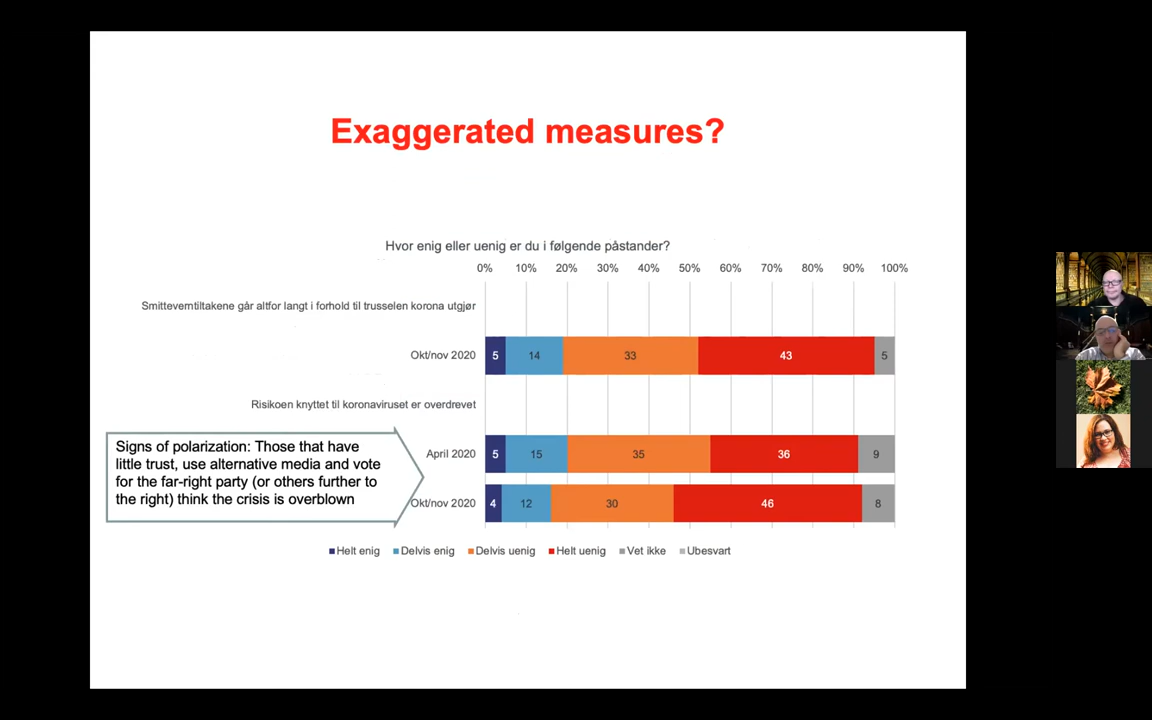 Exaggerated measures?
Hvor enig eller uenig er du i følgende påstander?
0% 10% 20% 30% 40% 50% 60% 70% 80% 90% 100%
Smitteverntiltakene går altfor langt i forhold til trusselen korona utgjør
Okt/nov 2020 5 14 33 43 5
Risikoen knyttet til koronaviruset er overdrevet
Signs of polarization: Those that have
little trust, use alternative media and vote
for the far-right party (or others further to
the right) think the crisis is overblown
April 2020 5 15 35 36 9
Okt/nov 2020 4 12 30 46 8
Helt enig Delvis enig Delvis uenig Helt uenig Vet ikke Ubesvart